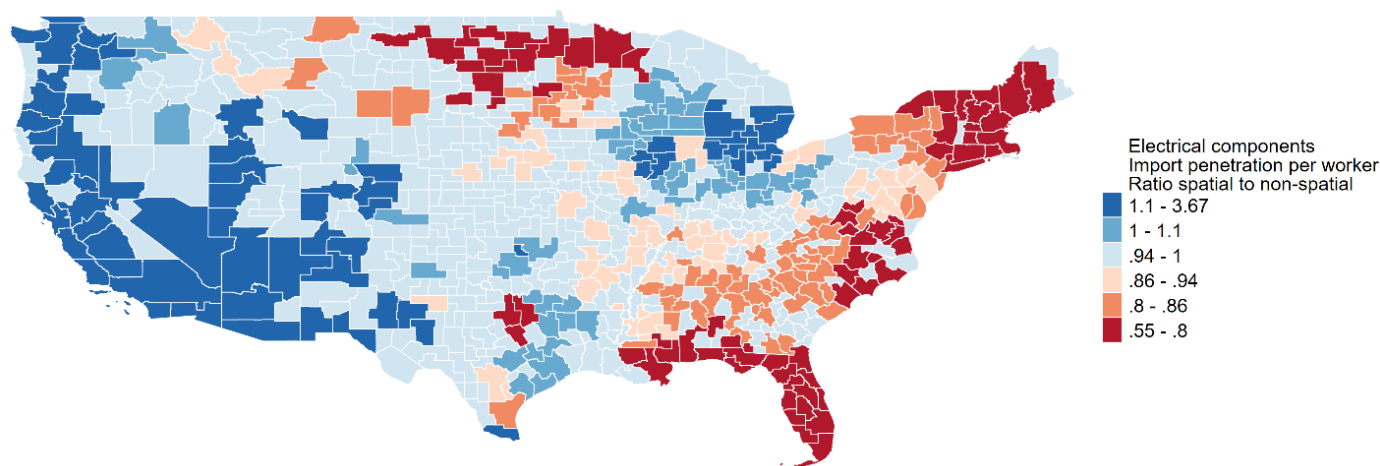 Electrical components
Import penetration per worker
Ratio spatial to non-spatial
1.1 - 3.67
1 - 1.1
.94 - 1
.86 - .94
.8 - .86
.55 - .8